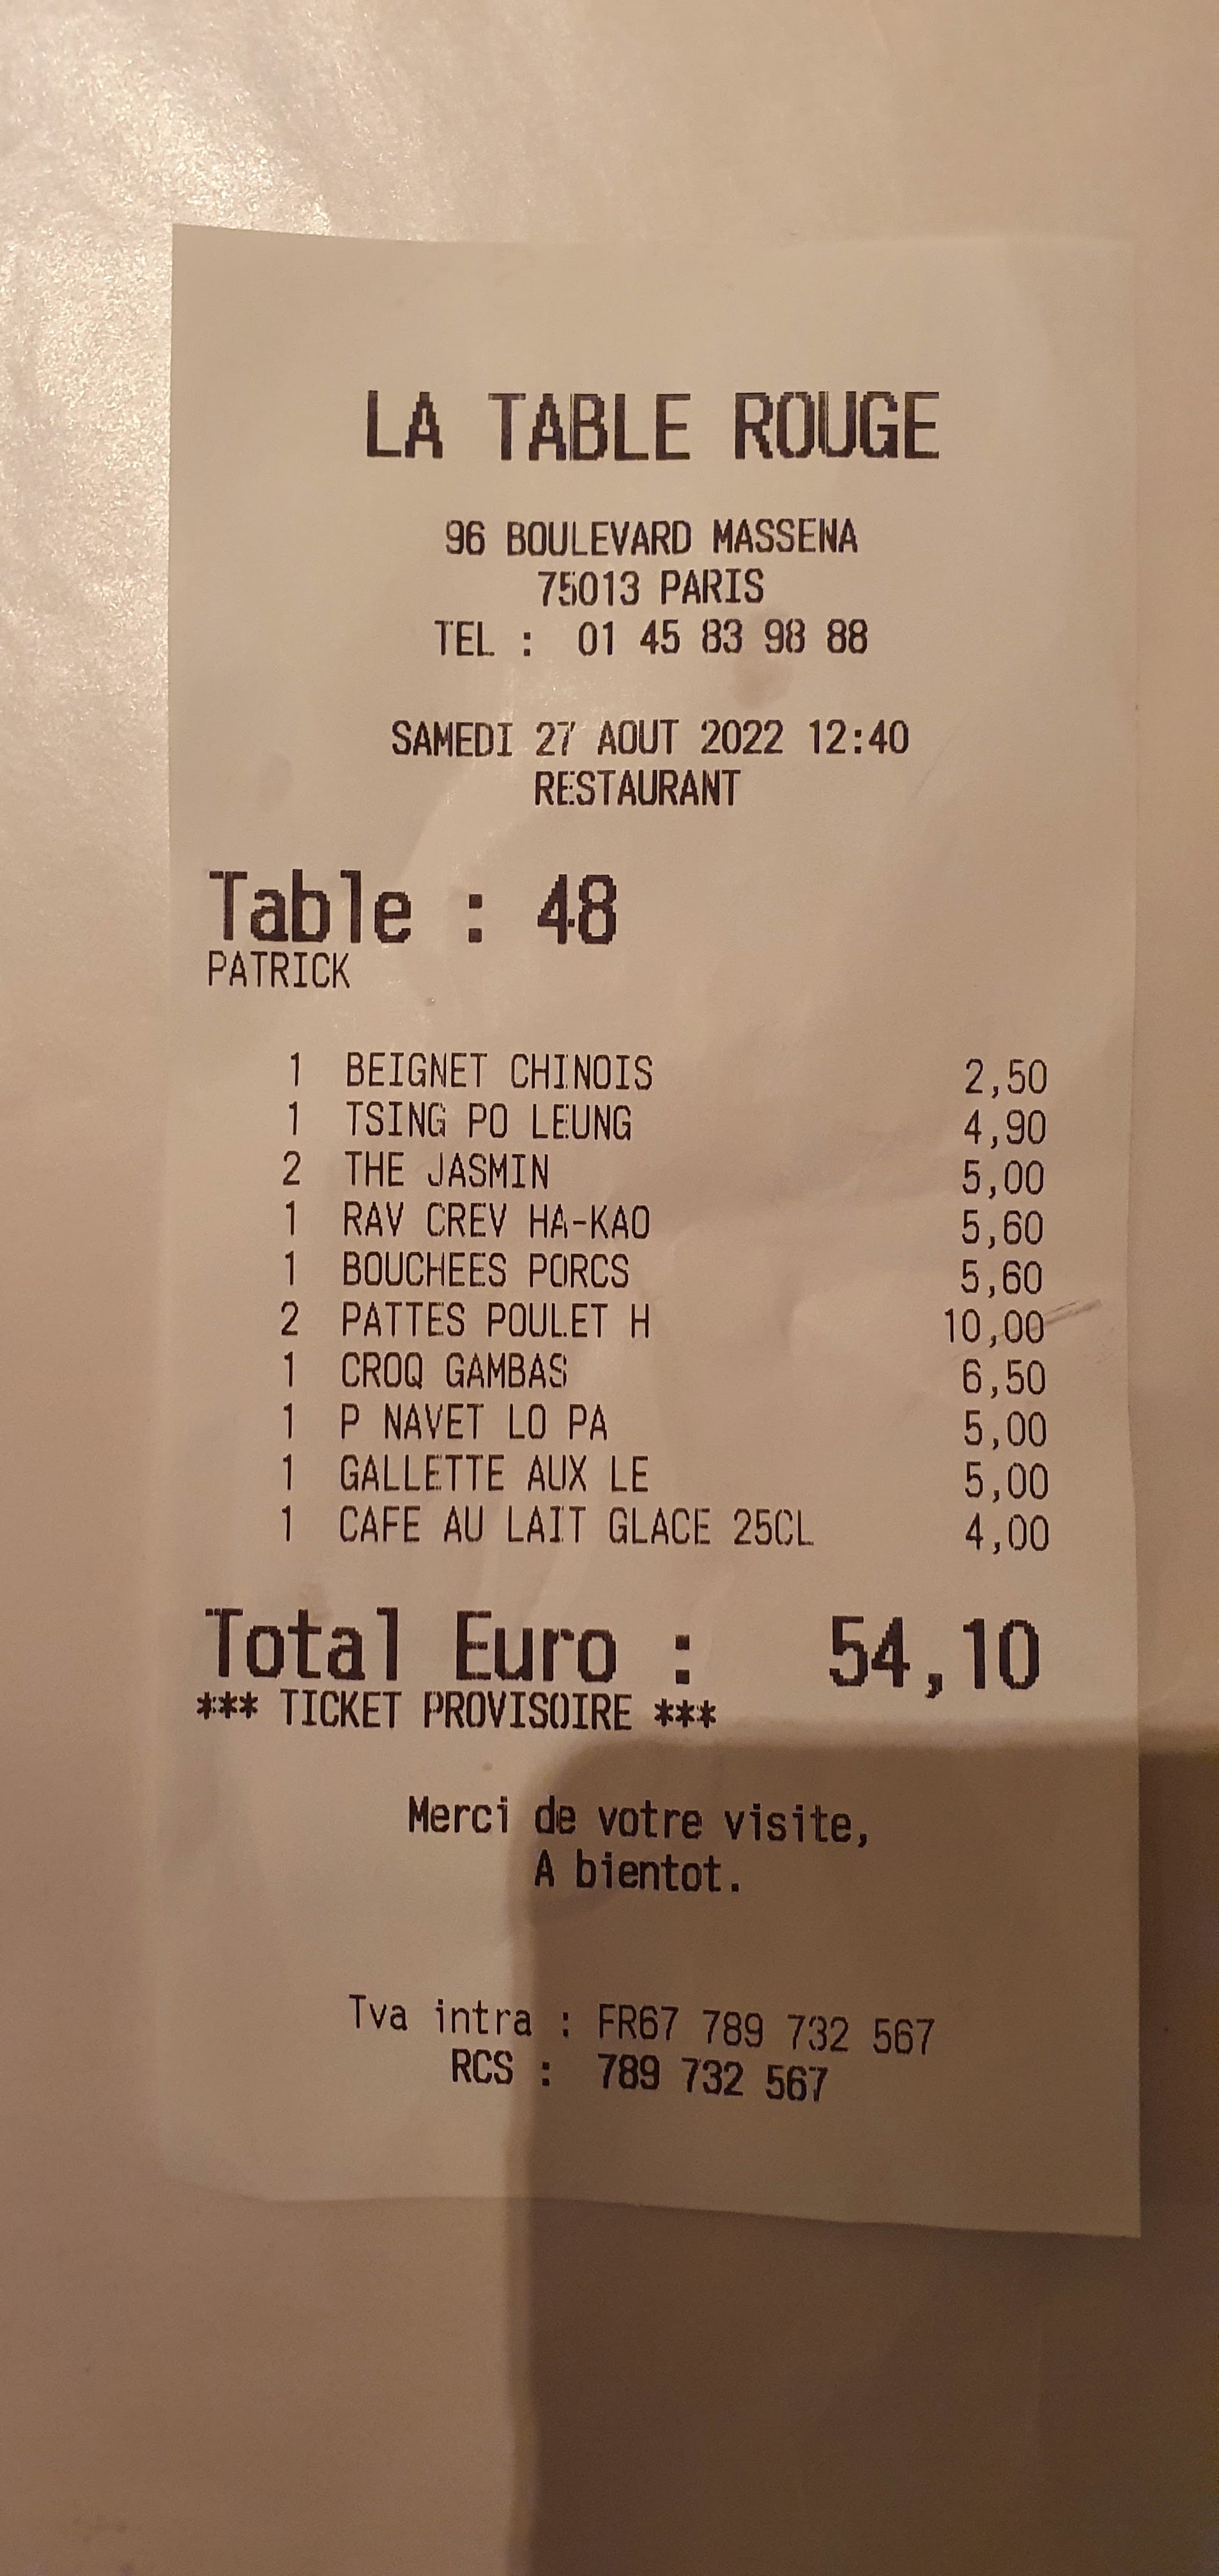 LA TABLE ROUGE
96 BOULEVARD MASSENA
75013 PARIS
TEL : 01 45 83 98 88
SAMEDI 27 AOUT 2022 12:40
RESTAURANT
Table : 48
PATRICK
1 BEIGNET CHINOIS 2,50
1 TSING PO LEUNG 4,90
2 THE JASMIN 5,00
1 RAV CREV HA-KAO 5,60
1 BOUCHEES PORCS 5,60
2 PATTES POULET H 10,00
1 CROQ GAMBAS 6,50
1 P NAVET LO PA 5,00
1 GALLETTE AUX LE 5,00
1 CAFE AU LAIT GLACE 25CL 4,00
Total Euro : 54,10
*** TICKET PROVISOIRE ***
Merci de votre visite,
A bientot.
Tva intra : FR67 789 732 567
RCS : 789 732 567